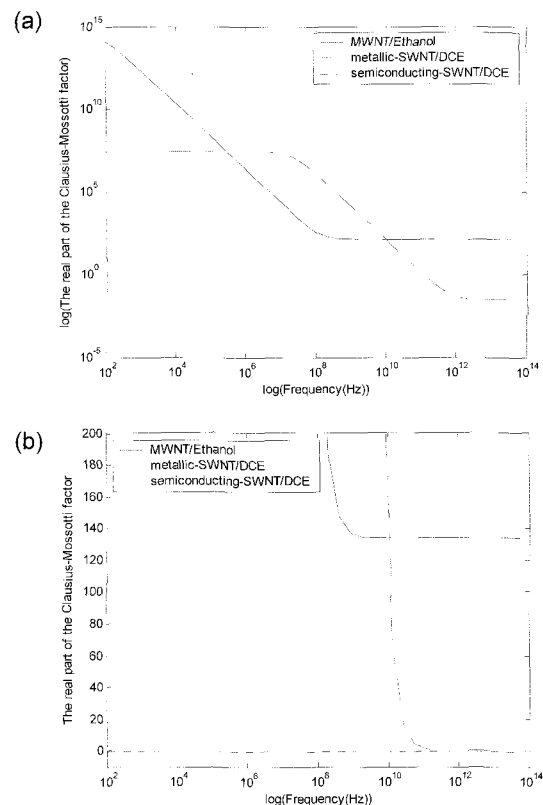 (a)
10^15
10^10
10^5
10^0
10^-5
log(The real part of the Clausius-Mossotti factor)
MWNT/Ethanol
metallic-SWNT/DCE
semiconducting-SWNT/DCE
10^2 10^4 10^6 10^8 10^10 10^12 10^14
log(Frequency(Hz))
(b)
200
180
160
140
120
100
80
60
40
20
0
The real part of the Clausius-Mossotti factor
MWNT/Ethanol
metallic-SWNT/DCE
semiconducting-SWNT/DCE
10^2 10^4 10^6 10^8 10^10 10^12 10^14
log(Frequency(Hz))